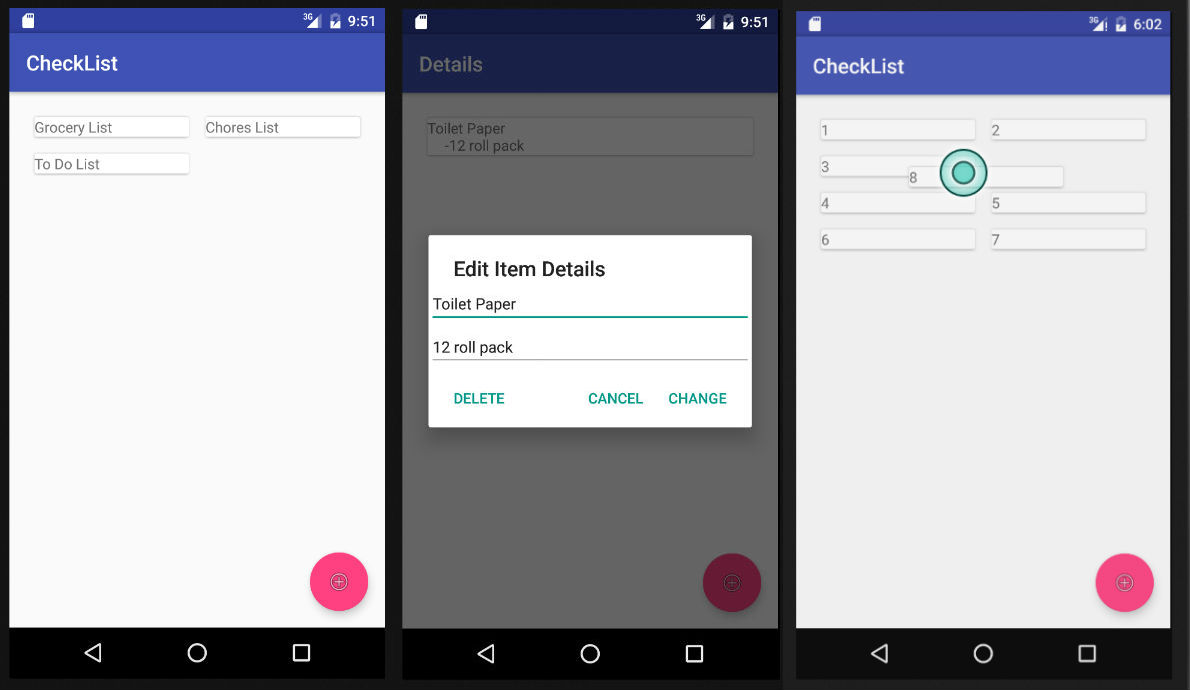 3G 9:51
CheckList
Grocery List Chores List
To Do List
3G 9:51
Details
Toilet Paper
-12 roll pack
Edit Item Details
Toilet Paper
12 roll pack
DELETE CANCEL CHANGE
3G 6:02
CheckList
1 2
3
8
4 5
6 7